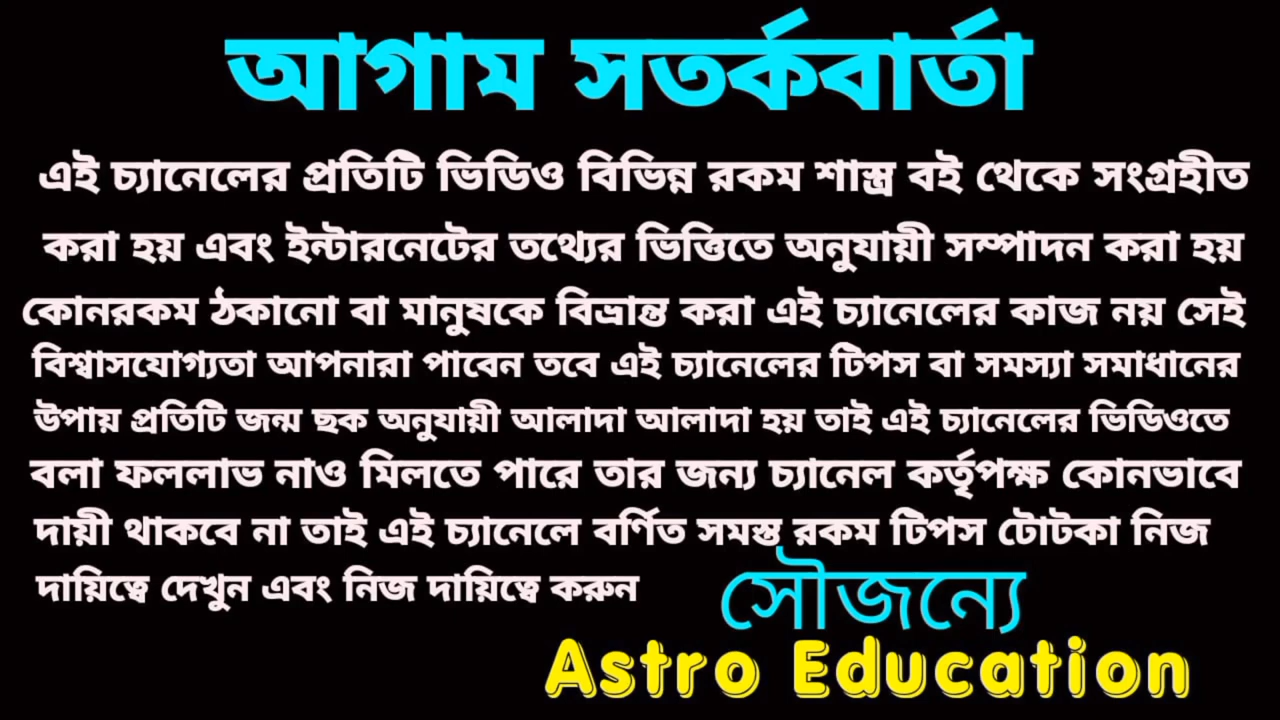 আগাম সতর্কবার্তা
এই চ্যানেলের প্রতিটি ভিডিও বিভিন্ন রকম শাস্ত্র বই থেকে সংগ্রহীত
করা হয় এবং ইন্টারনেটের তথ্যের ভিত্তিতে অনুযায়ী সম্পাদন করা হয়
কোনরকম ঠকানো বা মানুষকে বিভ্রান্ত করা এই চ্যানেলের কাজ নয় সেই
বিশ্বাসযোগ্যতা আপনারা পাবেন তবে এই চ্যানেলের টিপস বা সমস্যা সমাধানের
উপায় প্রতিটি জন্ম ছক অনুযায়ী আলাদা আলাদা হয় তাই এই চ্যানেলের ভিডিওতে
বলা ফললাভ নাও মিলতে পারে তার জন্য চ্যানেল কর্তৃপক্ষ কোনভাবে
দায়ী থাকবে না তাই এই চ্যানেলে বর্ণিত সমস্ত রকম টিপস টোটকা নিজ
দায়িত্বে দেখুন এবং নিজ দায়িত্বে করুন
সৌজন্যে
Astro Education